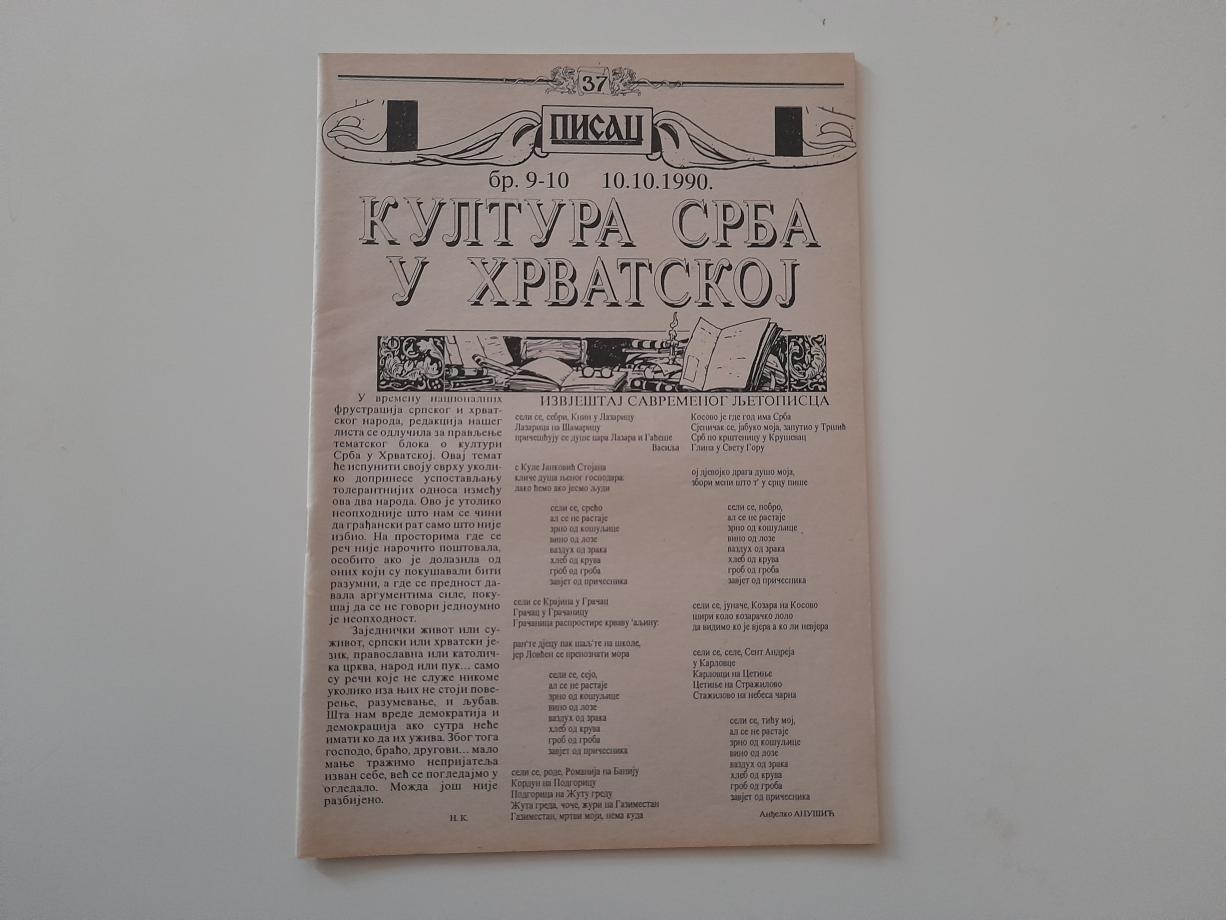 37
ПИСАЦ
бр. 9-10 10.10.1990.
КУЛТУРА СРБА
У ХРВАТСКОЈ
У времену националних
фрустрација српског и хрват-
ског народа, редакција нашег
листа се одлучила за прављење
тематског блока о култури
Срба у Хрватској. Овај темат
ће испунити своју сврху уколи-
ко допринесе успостављању
толерантнијих односа између
ова два народа. Ово је утолико
неопходније што нам се чини
да грађански рат само што није
избио. На просторима где се
реч није нарочито поштовала,
особито ако је долазила од
оних који су покушавали бити
разумни, а где се предност да-
вала аргументима силе, поку-
шај да се не говори једноумно
је неопходност.
Заједнички живот или су-
живот, српски или хрватски је-
зик, православна или католич-
ка црква, народ или пук... само
су речи које не служе никоме
уколико иза њих не стоји пове-
рење, разумевање, и љубав.
Шта нам вреде демократија и
демокрација ако сутра неће
имати ко да их ужива. Због тога
господо, браћо, другови... мало
мање тражимо непријатеља
изван себе, већ се погледајмо у
огледало. Можда још није
разбијено.
Н. К.
ИЗВЈЕШТАЈ САВРЕМЕНОГ ЉЕТОПИСЦА
сели се, себри, Книн у Лазарицу
Лазарица на Шамарицу
причешћују се душе цара Лазара и Гаћеше
Васиља
с Куле Јанковић Стојана
кличе душа њеног господара:
лако ћемо ако јесмо људи
сели се, срећо
ал се не растаје
зрно од кошуљице
вино од лозе
ваздух од зрака
хлеб од крува
гроб од гроба
завјет од причесника
сели се Крајина у Грачац
Грачац у Грачаницу
Грачаница распростире крваву 'аљину:
ран'те дјецу пак шаљ'те на школе,
јер Ловћен се препознати мора
сели се, сејо,
ал се не растаје
зрно од кошуљице
вино од лозе
ваздух од зрака
хлеб од крува
гроб од гроба
завјет од причесника
сели се, роде, Романија на Банију
Кордун на Подгорицу
Подгорица на Жуту греду
Жута греда, чоче, жури на Газиместан
Газиместан, мртви моји, нема куда
Косово је где год има Срба
Сјеничак се, јабуко моја, запутио у Тршић
Срб по крштеницу у Крушевац
Глина у Свету Гору
ој дјевојко драга душо моја,
збори мени што т' у срцу пише
сели се, побро,
ал се не растаје
зрно од кошуљице
вино од лозе
ваздух од зрака
хлеб од крува
гроб од гроба
завјет од причесника
сели се, јуначе, Козара на Косово
шири коло козарачко лоло
да видимо ко је вјера а ко ли невјера
сели се, селе, Сент Андреја
у Карловце
Карловци на Цетиње
Цетиње на Стражилово
Стажилово на небеса чарна
сели се, тићу мој,
ал се не растаје
зрно од кошуљице
вино од лозе
ваздух од зрака
хлеб од крува
гроб од гроба
завјет од причесника
Анђелко АНУШИЋ